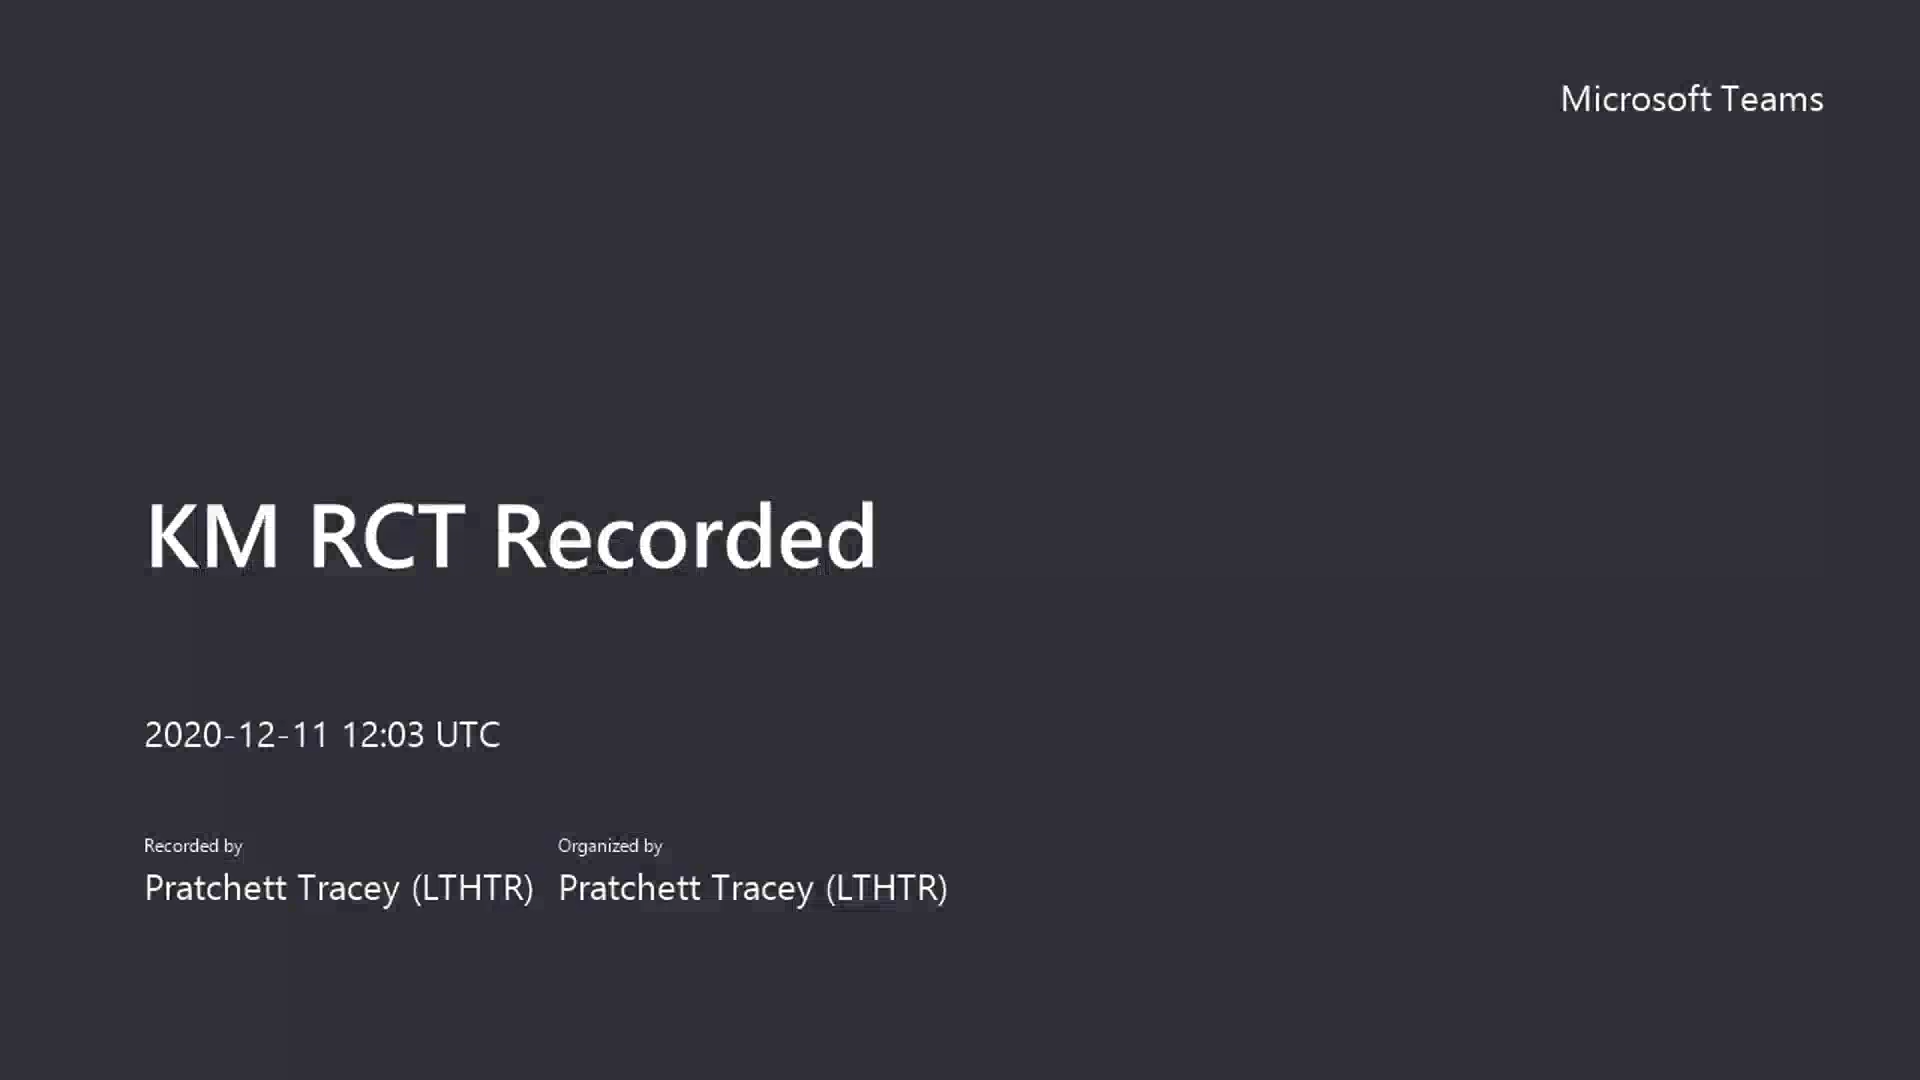 Microsoft Teams
KM RCT Recorded
2020-12-11 12:03 UTC
Recorded by
Pratchett Tracey (LTHTR)
Organized by
Pratchett Tracey (LTHTR)